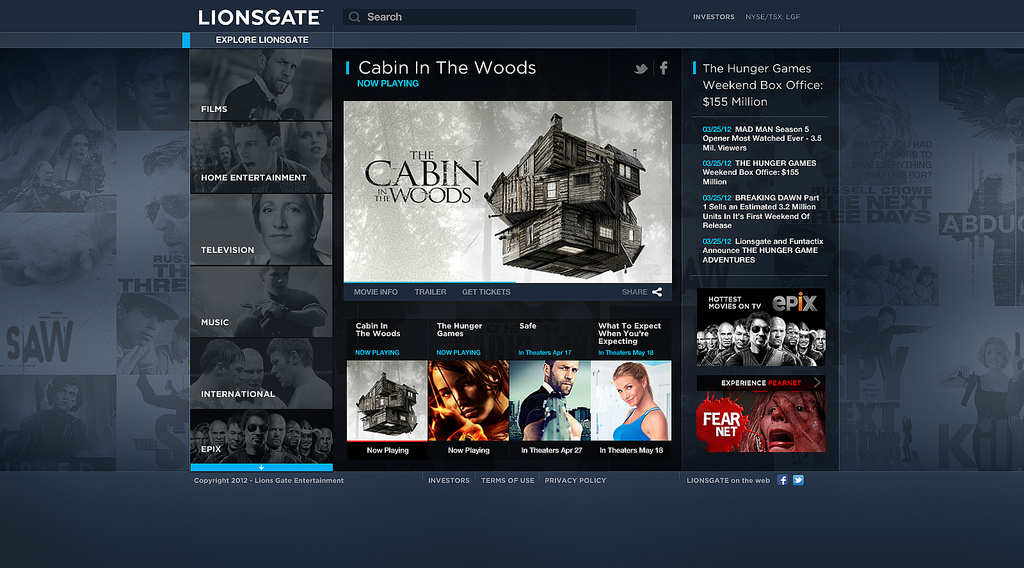 LIONSGATE
Search
INVESTORS NYSE/TSX: LGF
EXPLORE LIONSGATE
FILMS
HOME ENTERTAINMENT
TELEVISION
MUSIC
INTERNATIONAL
EPIX
Cabin In The Woods
NOW PLAYING
THE
CABIN
IN THE WOODS
MOVIE INFO TRAILER GET TICKETS SHARE
Cabin In
The Woods
NOW PLAYING
The Hunger
Games
NOW PLAYING
Safe
In Theaters Apr 17
What To Expect
When You're
Expecting
In Theaters May 18
Now Playing
Now Playing
In Theaters Apr 27
In Theaters May 18
The Hunger Games
Weekend Box Office:
$155 Million
03/25/12 MAD MAN Season 5
Opener Most Watched Ever - 3.5
Mil. Viewers
03/25/12 THE HUNGER GAMES
Weekend Box Office: $155
Million
03/25/12 BREAKING DAWN Part
1 Sells an Estimated 3.2 Million
Units In It's First Weekend Of
Release
03/25/12 Lionsgate and Funtactix
Announce THE HUNGER GAME
ADVENTURES
HOTTEST
MOVIES ON TV
epix
EXPERIENCE FEARNET
FEAR
NET
SAW
RUSS
THE
THREE
RUSSELL CROWE
THE NEXT
THREE DAYS
ABDUC
Copyright 2012 - Lions Gate Entertainment
INVESTORS TERMS OF USE PRIVACY POLICY
LIONSGATE on the web